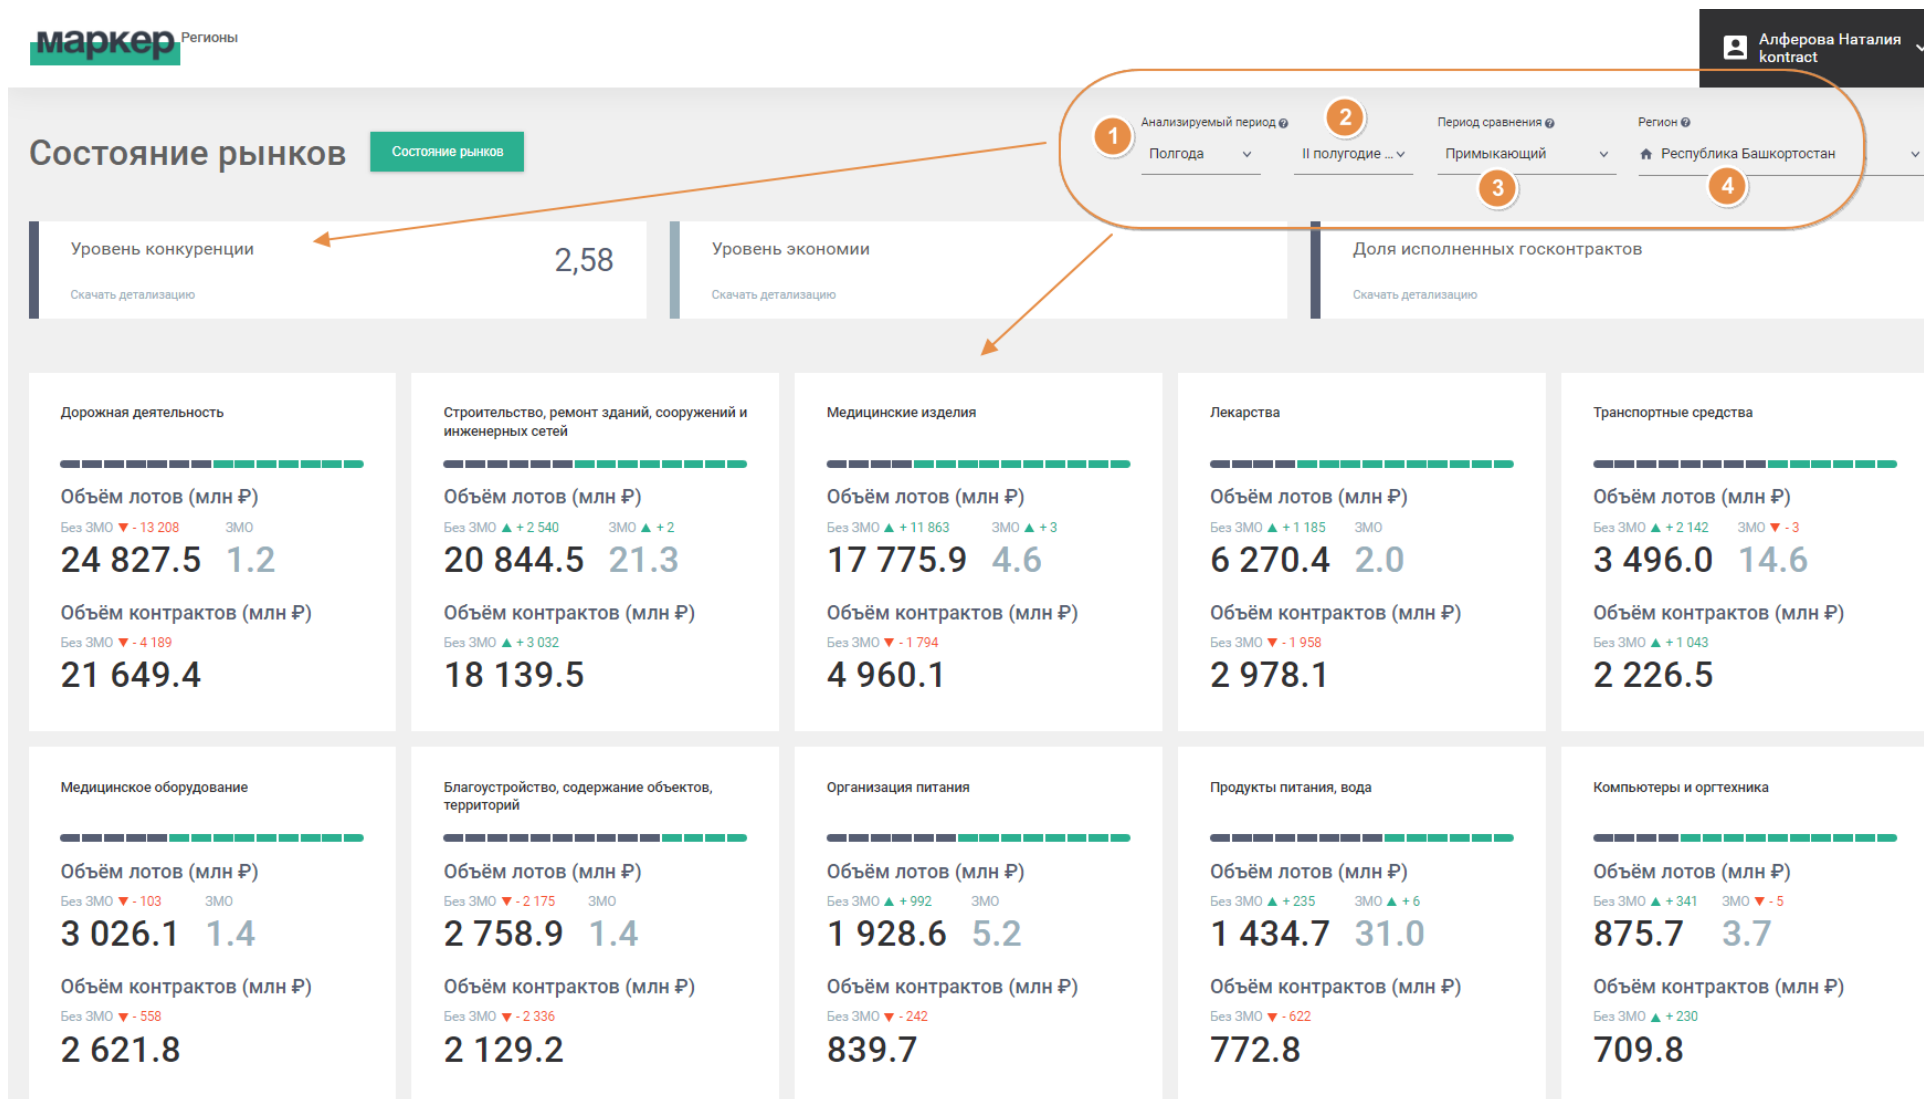 маркер Регионы
Алферова Наталия
kontract
Состояние рынков
Состояние рынков
1
Анализируемый период
Полгода
2
II полугодие ...
Период сравнения
Примыкающий
3
Регион
Республика Башкортостан
4
Уровень конкуренции
2,58
Скачать детализацию
Уровень экономии
Скачать детализацию
Доля исполненных госконтрактов
Скачать детализацию
Дорожная деятельность
Объём лотов (млн ₽)
Без ЗМО ▼ - 13 208 ЗМО
24 827.5 1.2
Объём контрактов (млн ₽)
Без ЗМО ▼ - 4 189
21 649.4
Строительство, ремонт зданий, сооружений и
инженерных сетей
Объём лотов (млн ₽)
Без ЗМО ▲ + 2 540 ЗМО ▲ + 2
20 844.5 21.3
Объём контрактов (млн ₽)
Без ЗМО ▲ + 3 032
18 139.5
Медицинские изделия
Объём лотов (млн ₽)
Без ЗМО ▲ + 11 863 ЗМО ▲ + 3
17 775.9 4.6
Объём контрактов (млн ₽)
Без ЗМО ▼ - 1 794
4 960.1
Лекарства
Объём лотов (млн ₽)
Без ЗМО ▲ + 1 185 ЗМО
6 270.4 2.0
Объём контрактов (млн ₽)
Без ЗМО ▼ - 1 958
2 978.1
Транспортные средства
Объём лотов (млн ₽)
Без ЗМО ▲ + 2 142 ЗМО ▼ - 3
3 496.0 14.6
Объём контрактов (млн ₽)
Без ЗМО ▲ + 1 043
2 226.5
Медицинское оборудование
Объём лотов (млн ₽)
Без ЗМО ▼ - 103 ЗМО
3 026.1 1.4
Объём контрактов (млн ₽)
Без ЗМО ▼ - 558
2 621.8
Благоустройство, содержание объектов,
территорий
Объём лотов (млн ₽)
Без ЗМО ▼ - 2 175 ЗМО
2 758.9 1.4
Объём контрактов (млн ₽)
Без ЗМО ▼ - 2 336
2 129.2
Организация питания
Объём лотов (млн ₽)
Без ЗМО ▲ + 992 ЗМО
1 928.6 5.2
Объём контрактов (млн ₽)
Без ЗМО ▼ - 242
839.7
Продукты питания, вода
Объём лотов (млн ₽)
Без ЗМО ▲ + 235 ЗМО ▲ + 6
1 434.7 31.0
Объём контрактов (млн ₽)
Без ЗМО ▼ - 622
772.8
Компьютеры и оргтехника
Объём лотов (млн ₽)
Без ЗМО ▲ + 341 ЗМО ▼ - 5
875.7 3.7
Объём контрактов (млн ₽)
Без ЗМО ▲ + 230
709.8